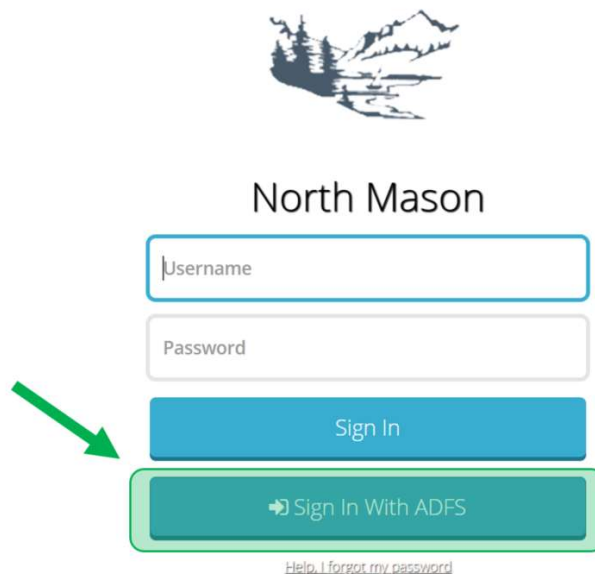 North Mason
Username
Password
Sign In
Sign In With ADFS
Help, I forgot my password